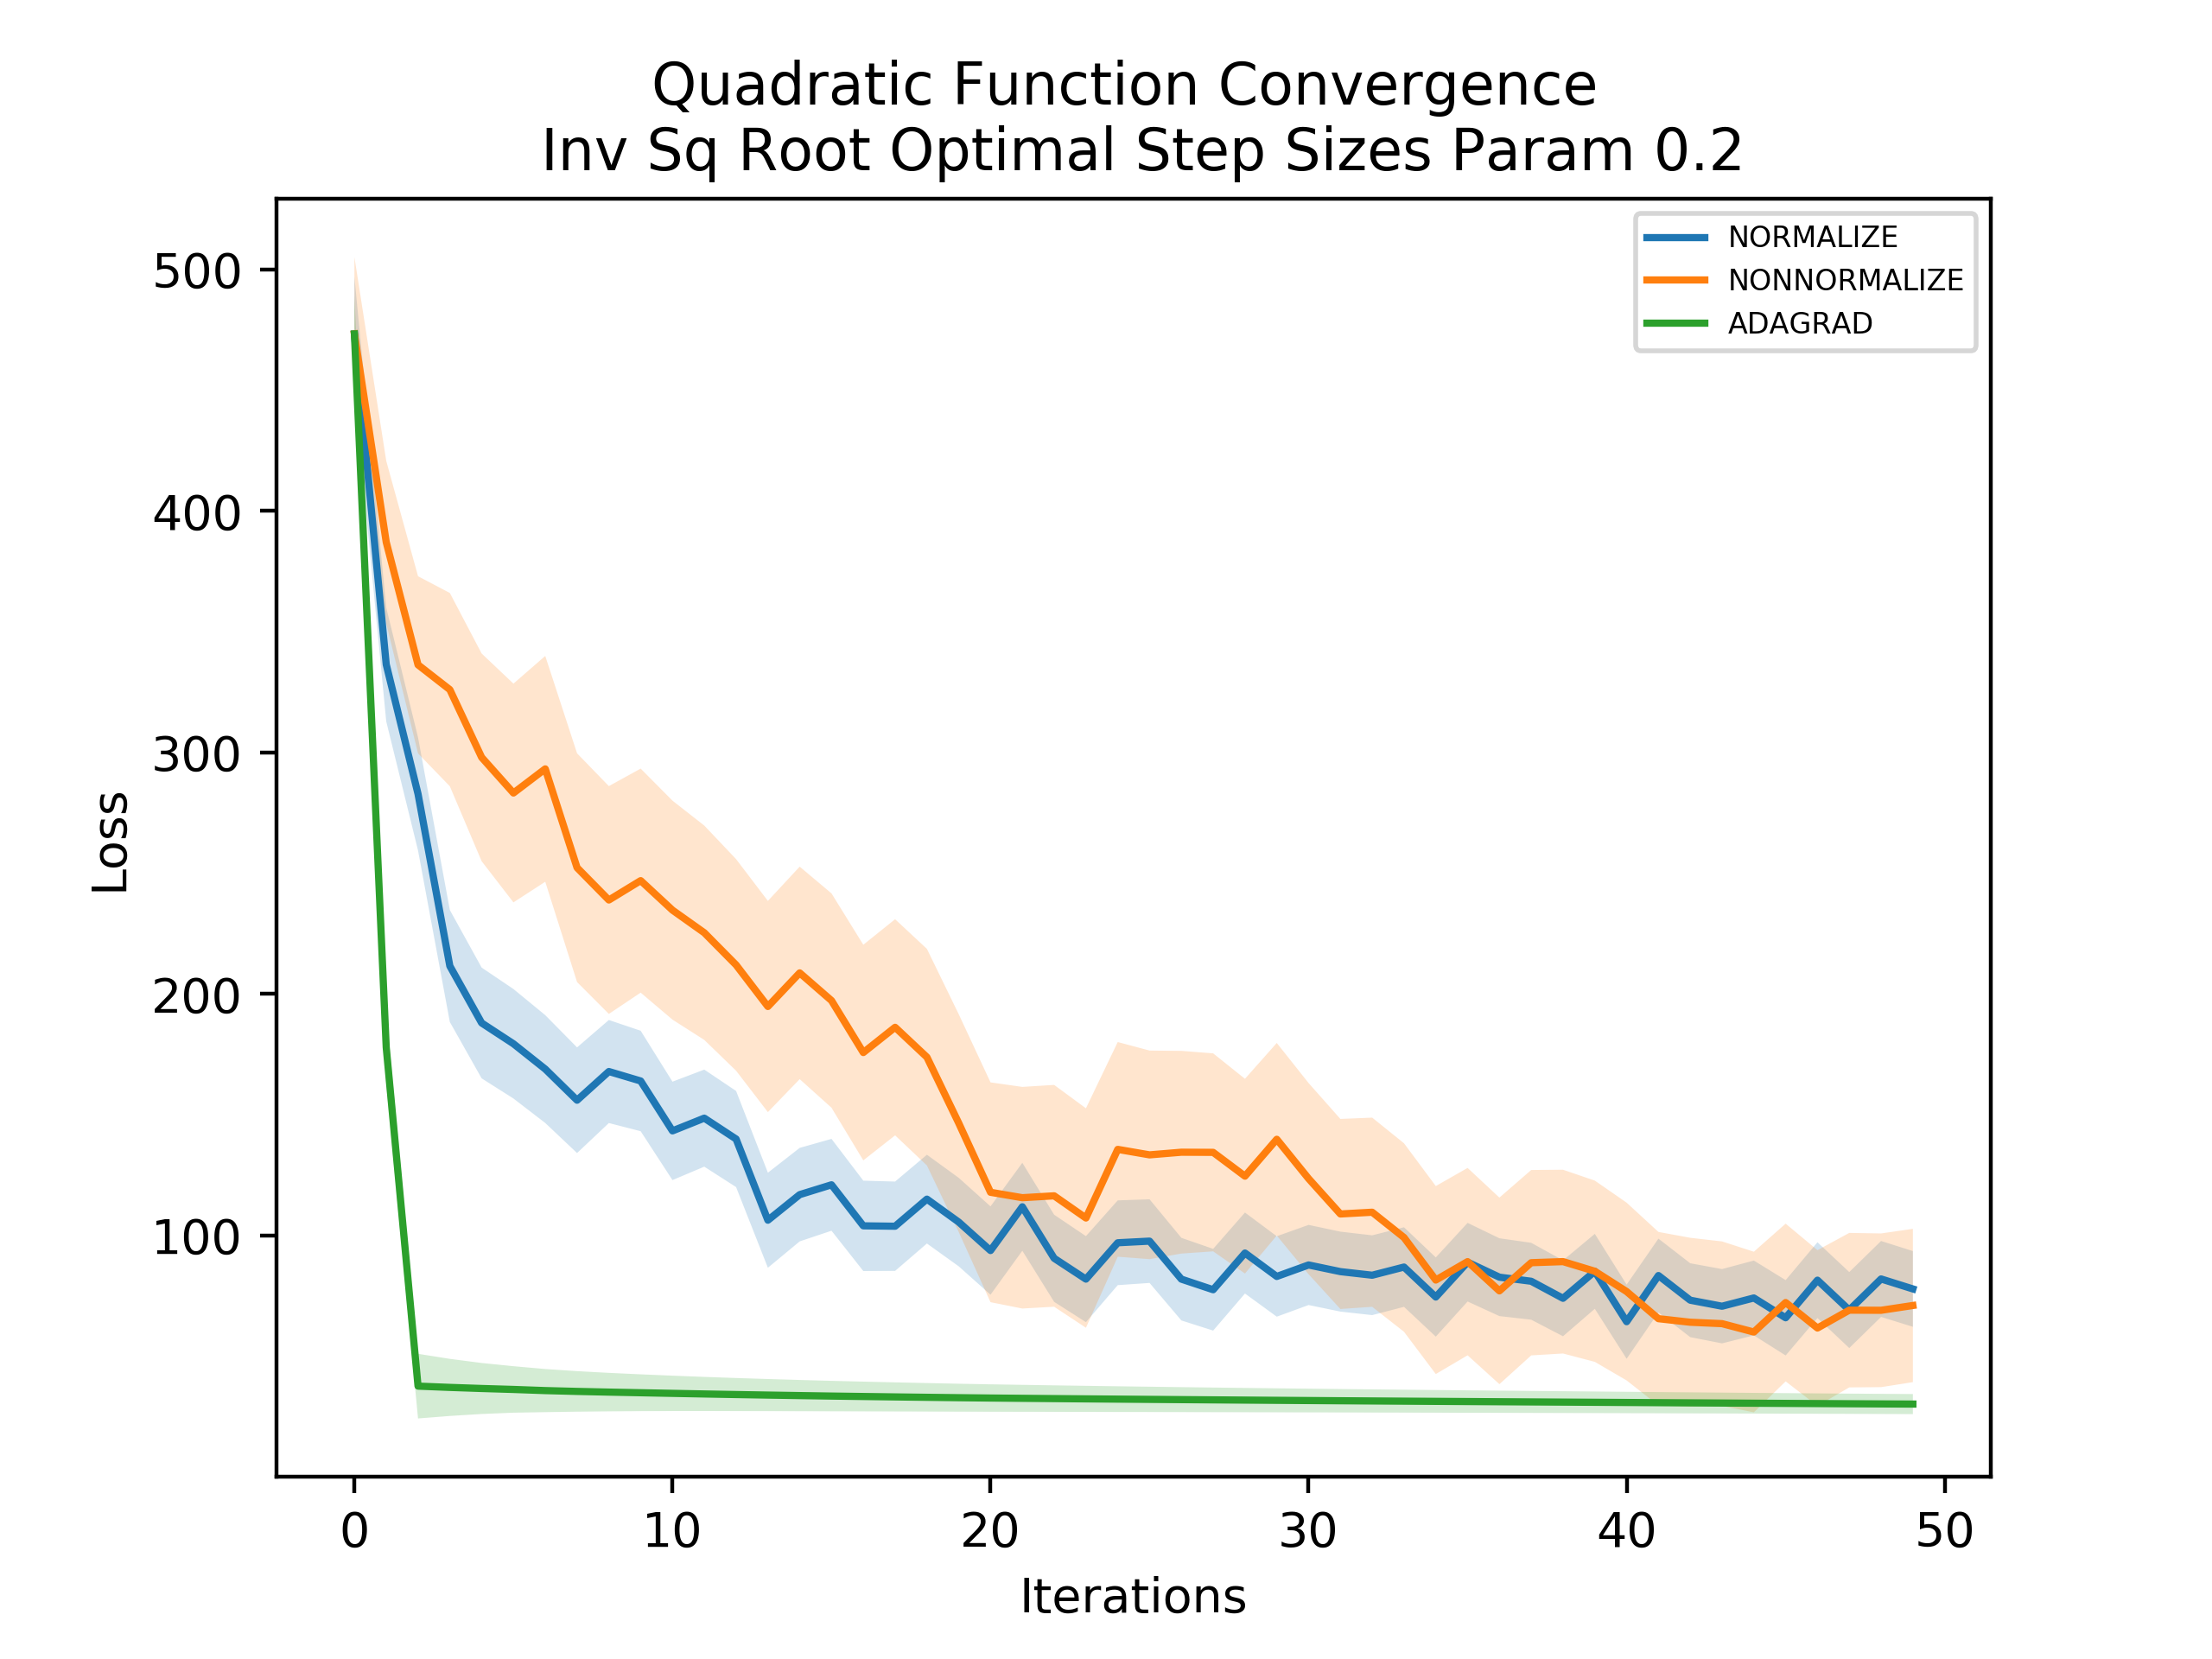 Quadratic Function Convergence
Inv Sq Root Optimal Step Sizes Param 0.2
NORMALIZE
NONNORMALIZE
ADAGRAD
500
400
300
200
100
Loss
0 10 20 30 40 50
Iterations